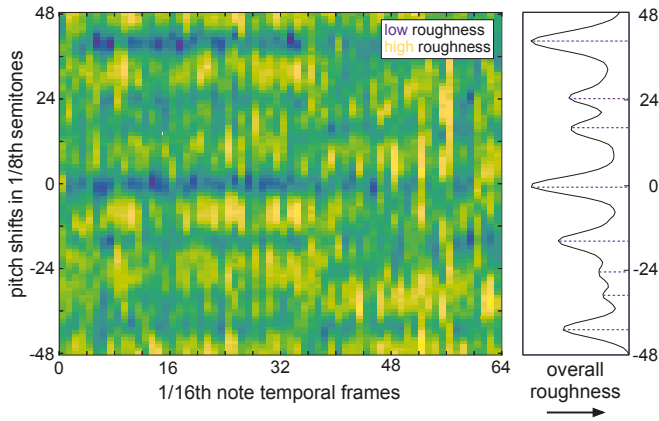 48
24
0
-24
-48
pitch shifts in 1/8th semitones
low roughness
high roughness
0
16
32
48
64
1/16th note temporal frames
48
24
0
-24
-48
overall
roughness